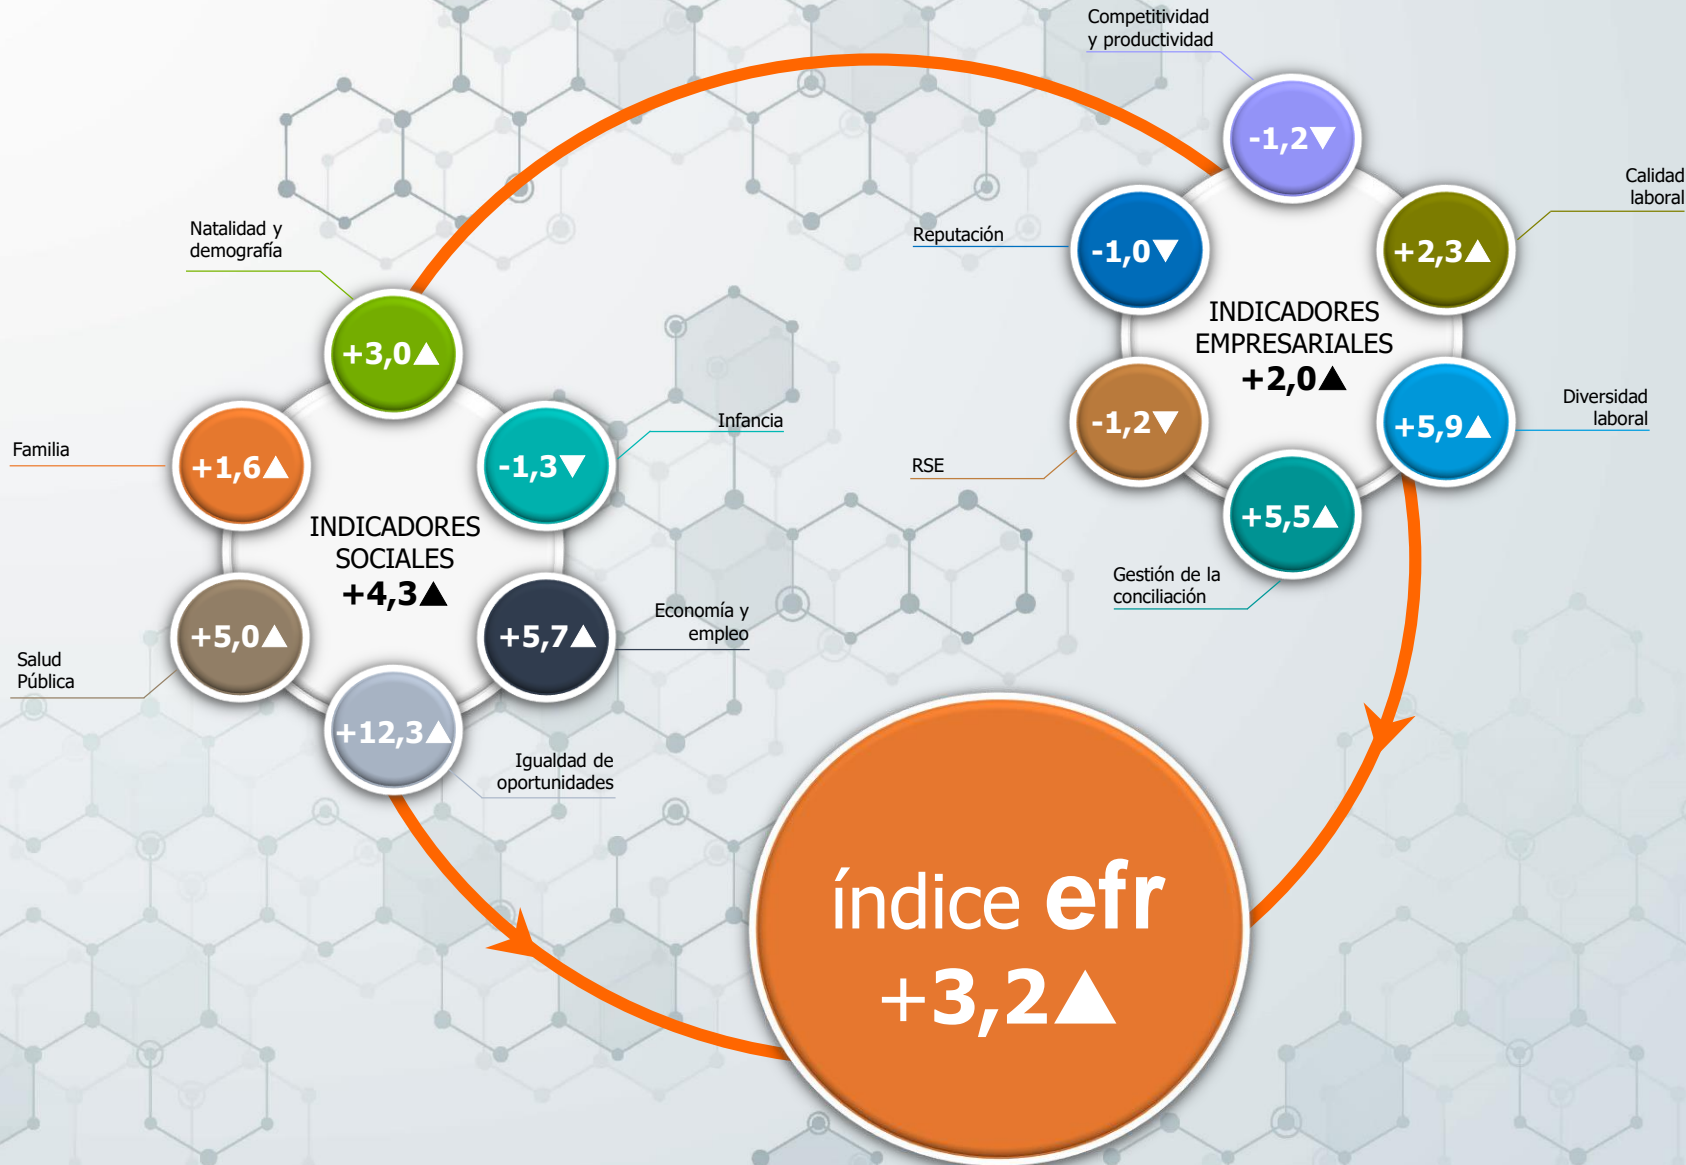 Natalidad y
demografía
+3,0▲
Familia
+1,6▲
Infancia
-1,3▼
INDICADORES
SOCIALES
+4,3▲
Salud
Pública
+5,0▲
Economía y
empleo
+5,7▲
Igualdad de
oportunidades
+12,3▲
Competitividad
y productividad
-1,2▼
Reputación
-1,0▼
Calidad
laboral
+2,3▲
INDICADORES
EMPRESARIALES
+2,0▲
RSE
-1,2▼
Diversidad
laboral
+5,9▲
Gestión de la
conciliación
+5,5▲
índice efr
+3,2▲